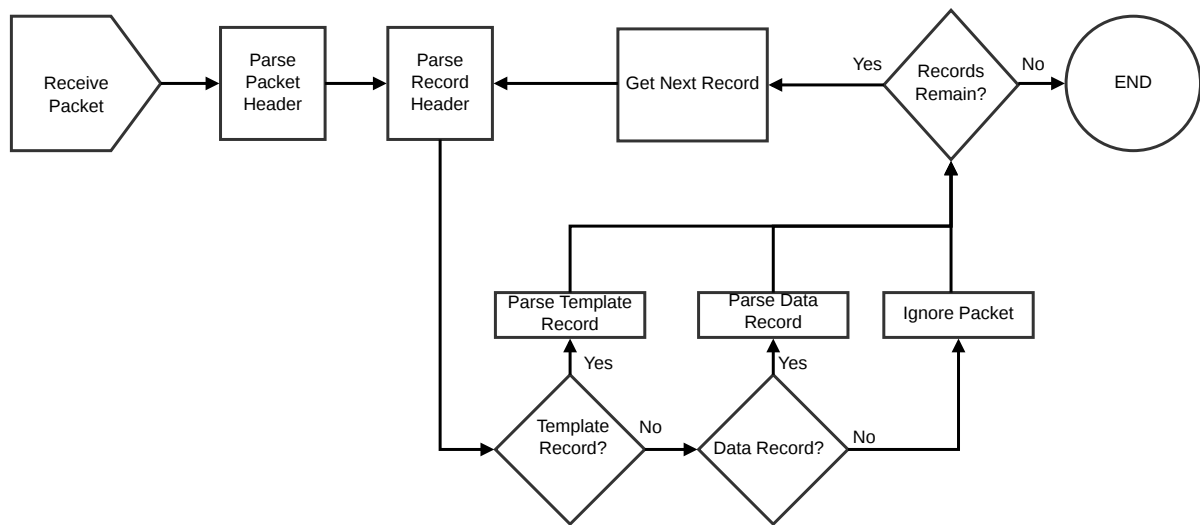 Receive
Packet
Parse
Packet
Header
Parse
Record
Header
Get Next Record
Yes
Records
Remain?
No
END
Parse Template
Record
Parse Data
Record
Ignore Packet
Yes
Yes
Template
Record?
No
Data Record?
No